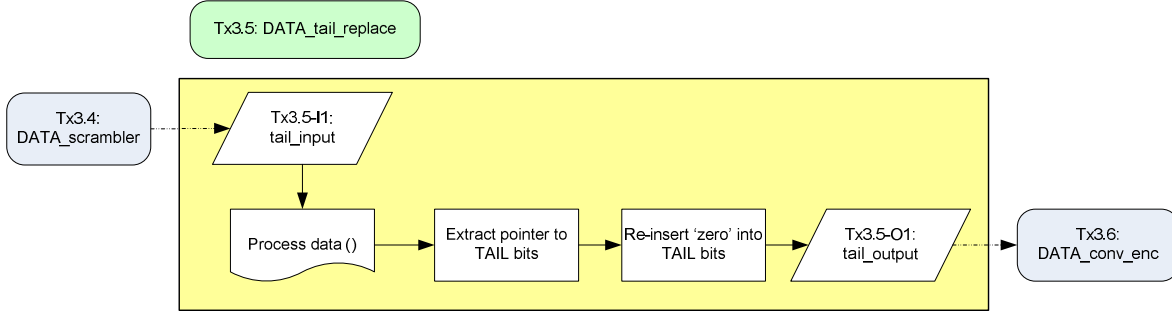 Tx3.5: DATA_tail_replace
Tx3.4:
DATA_scrambler
Tx3.5-I1:
tail_input
Process data ()
Extract pointer to
TAIL bits
Re-insert ‘zero’ into
TAIL bits
Tx3.5-O1:
tail_output
Tx3.6:
DATA_conv_enc